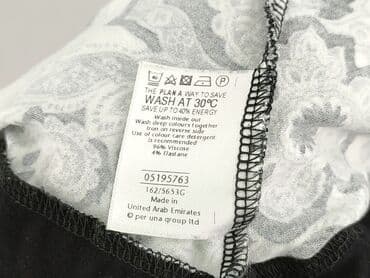 THE PLAN A WAY TO SAVE
WASH AT 30°C
SAVE UP TO 40% ENERGY
Wash inside out
Wash deep colours together
Iron on reverse side
Use of colour care detergent
is recommended
96% Viscose
4% Elastane
05195763
162/5653G
Made in
United Arab Emirates
© per una group ltd